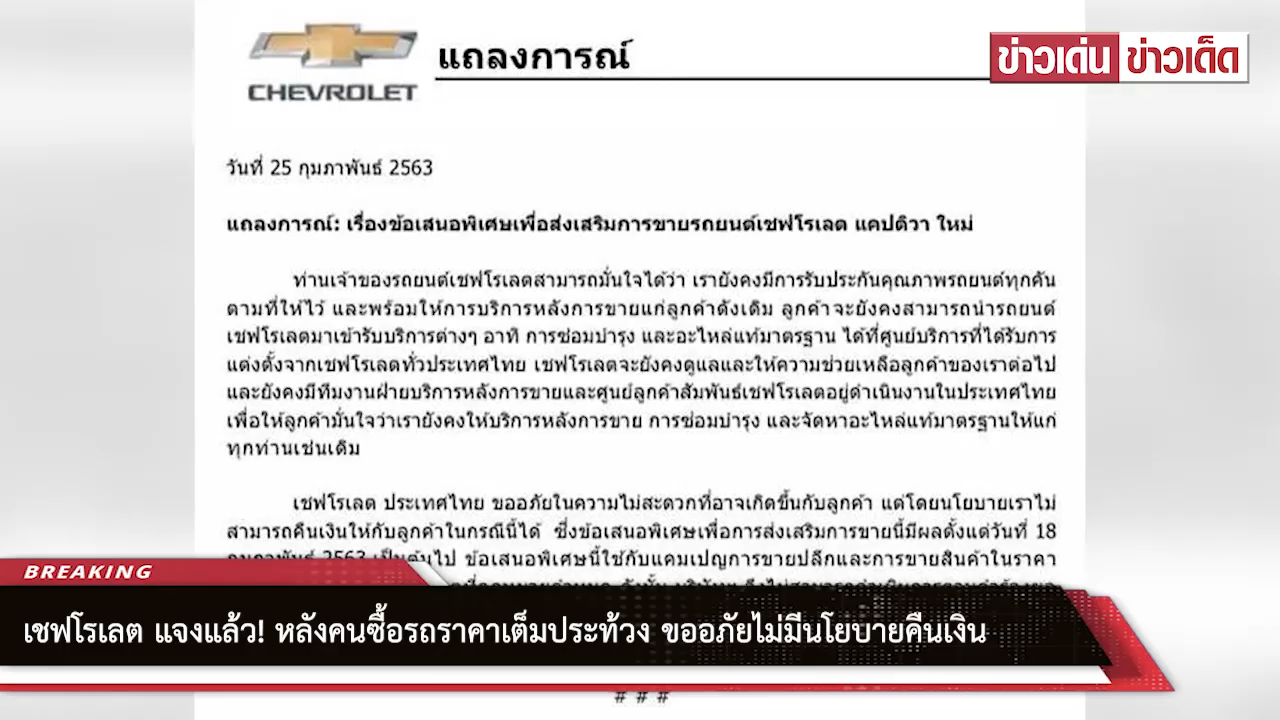 CHEVROLET
แถลงการณ์
ข่าวเด่น ข่าวเด็ด
วันที่ 25 กุมภาพันธ์ 2563
แถลงการณ์: เรื่องข้อเสนอพิเศษเพื่อส่งเสริมการขายรถยนต์เชฟโรเลต แคปติวา ใหม่
ท่านเจ้าของรถยนต์เชฟโรเลตสามารถมั่นใจได้ว่า เรายังคงมีการรับประกันคุณภาพรถยนต์ทุกคัน
ตามที่ให้ไว้ และพร้อมให้การบริการหลังการขายแก่ลูกค้าดังเดิม ลูกค้าจะยังคงสามารถนำรถยนต์
เชฟโรเลตมาเข้ารับบริการต่างๆ อาทิ การซ่อมบำรุง และอะไหล่แท้มาตรฐาน ได้ที่ศูนย์บริการที่ได้รับการ
แต่งตั้งจากเชฟโรเลตทั่วประเทศไทย เชฟโรเลตจะยังคงดูแลและให้ความช่วยเหลือลูกค้าของเราต่อไป
และยังคงมีทีมงานฝ่ายบริการหลังการขายและศูนย์ลูกค้าสัมพันธ์เชฟโรเลตอยู่ดำเนินงานในประเทศไทย
เพื่อให้ลูกค้ามั่นใจว่าเรายังคงให้บริการหลังการขาย การซ่อมบำรุง และจัดหาอะไหล่แท้มาตรฐานให้แก่
ทุกท่านเช่นเดิม
เชฟโรเลต ประเทศไทย ขออภัยในความไม่สะดวกที่อาจเกิดขึ้นกับลูกค้า แต่โดยนโยบายเราไม่
สามารถคืนเงินให้กับลูกค้าในกรณีนี้ได้ ซึ่งข้อเสนอพิเศษเพื่อการส่งเสริมการขายนี้มีผลตั้งแต่วันที่ 18
กุมภาพันธ์ 2563 เป็นต้นไป ข้อเสนอพิเศษนี้ใช้กับแคมเปญการขายปลีกและการขายสินค้าในราคา
BREAKING
เชฟโรเลต แจงแล้ว! หลังคนซื้อรถราคาเต็มประท้วง ขออภัยไม่มีนโยบายคืนเงิน
# # #